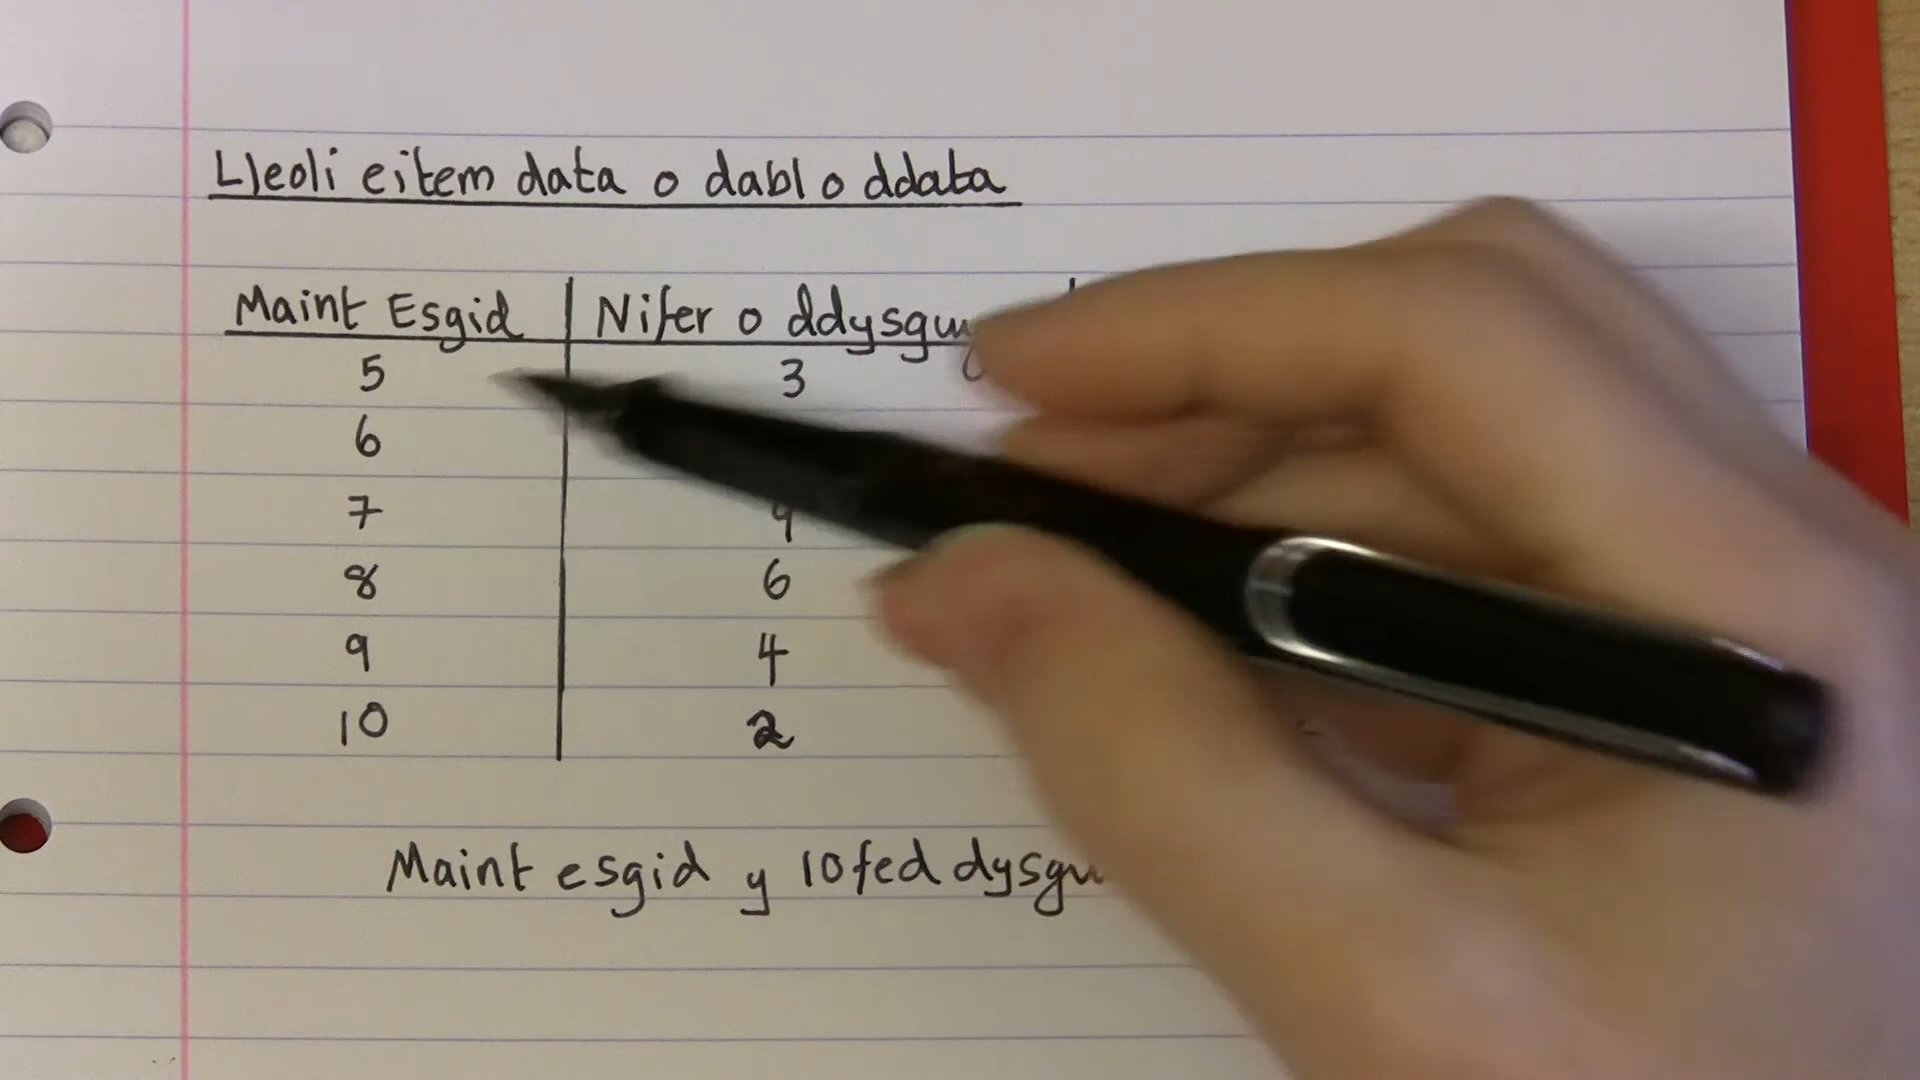 Lleoli eitem data o dabl o ddata
Maint Esgid Nifer o
5 3
6
7
8 6
9 4
10 2
Maint esgid y 10fed